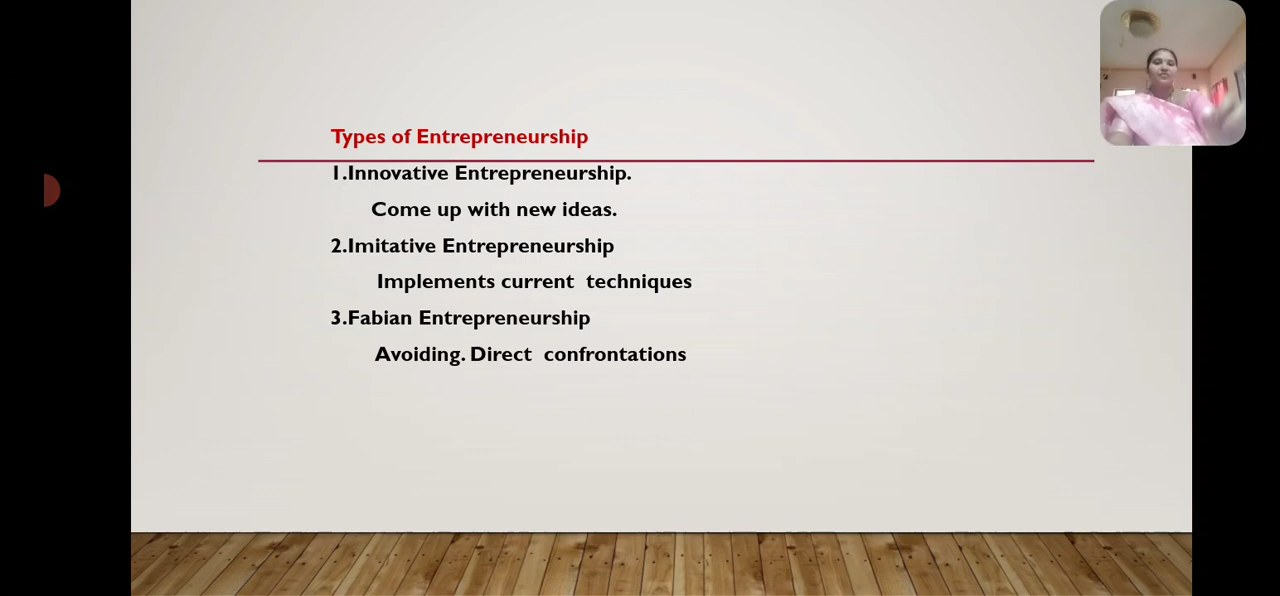 Types of Entrepreneurship
1.Innovative Entrepreneurship.
Come up with new ideas.
2.Imitative Entrepreneurship
Implements current techniques
3.Fabian Entrepreneurship
Avoiding. Direct confrontations